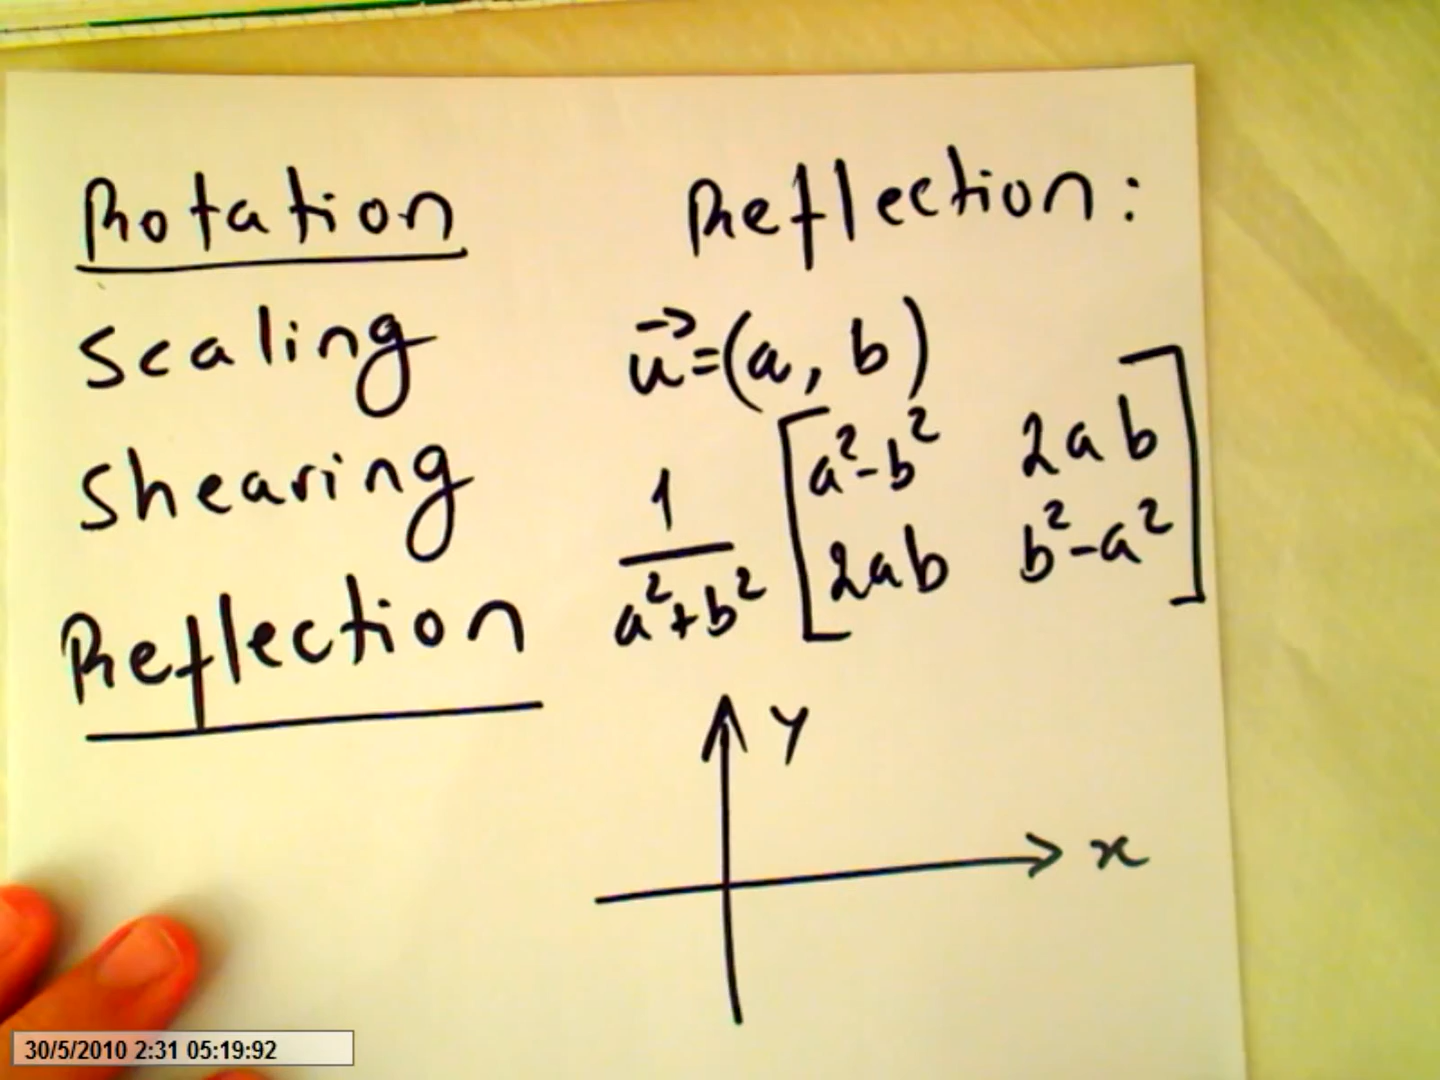 Rotation
Scaling
Shearing
Reflection
Reflection:
u⃗=(a, b)
1/(a²+b²) [a²-b² 2ab
2ab b²-a²]
y
x
30/5/2010 2:31 05:19:92